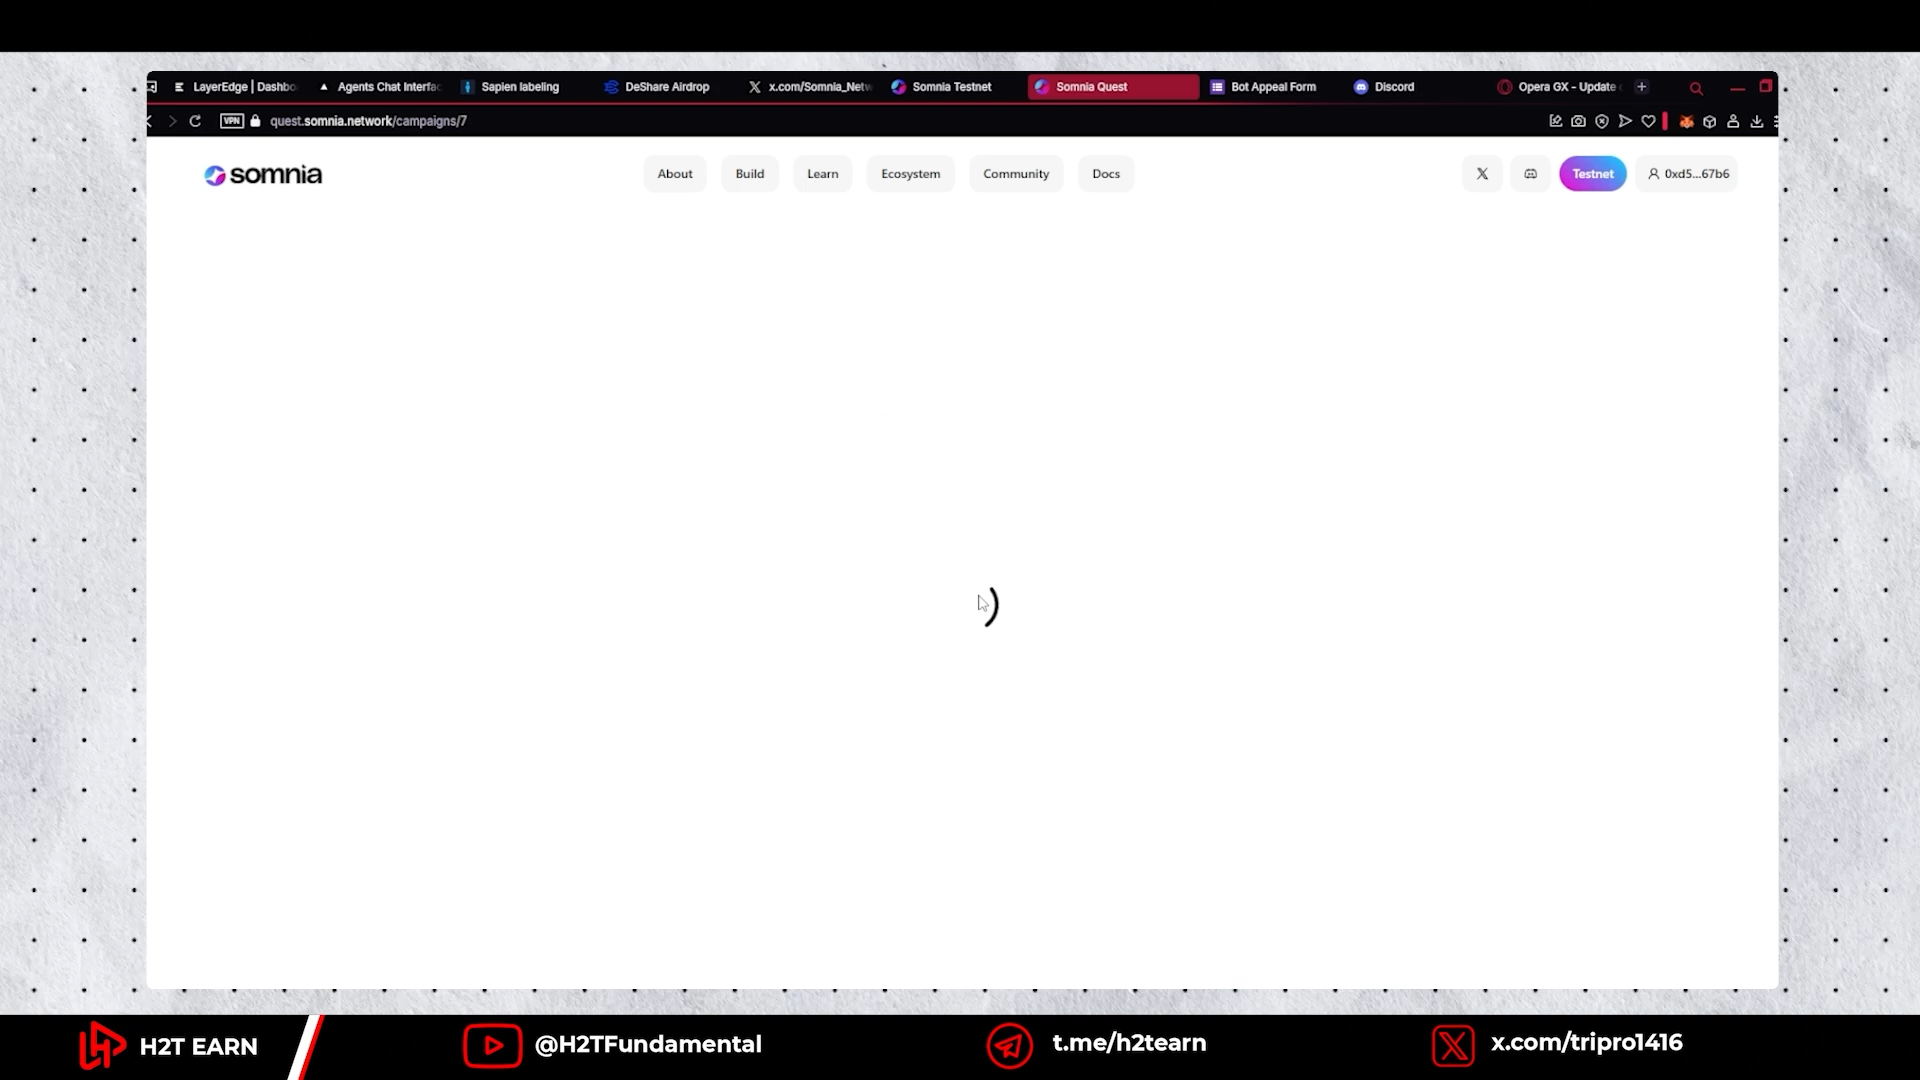 LayerEdge | Dashbo
Agents Chat Interfac
Sapien labeling
DeShare Airdrop
x.com/Somnia_Netw
Somnia Testnet
Somnia Quest
Bot Appeal Form
Discord
Opera GX - Update
VPN
quest.somnia.network/campaigns/7
somnia
About
Build
Learn
Ecosystem
Community
Docs
Testnet
0xd5...67b6
H2T EARN
@H2TFundamental
t.me/h2tearn
x.com/tripro1416